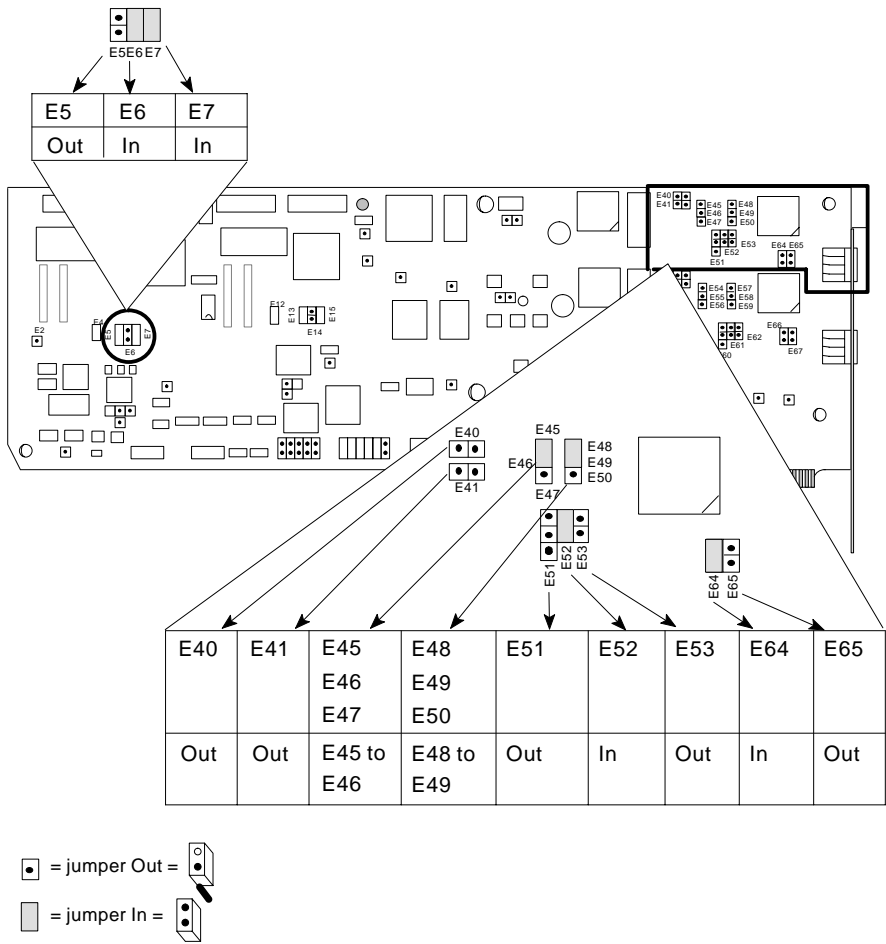 E5 E6 E7
E5 E6 E7
Out In In
E40
E41
E45
E46
E47
E48
E49
E50
E53
E52
E51
E64 E65
E54
E55
E56
E57
E58
E59
E62
E61
60
E66
E67
E2
E4
E5
E6
E7
E12
E13
E14
E15
E40
E41
E45
E46
E47
E48
E49
E50
E51
E52
E53
E64
E65
E40 E41 E45 E48 E51 E52 E53 E64 E65
E46 E49
E47 E50
Out Out E45 to E48 to Out In Out In Out
E46 E49
= jumper Out =
= jumper In =